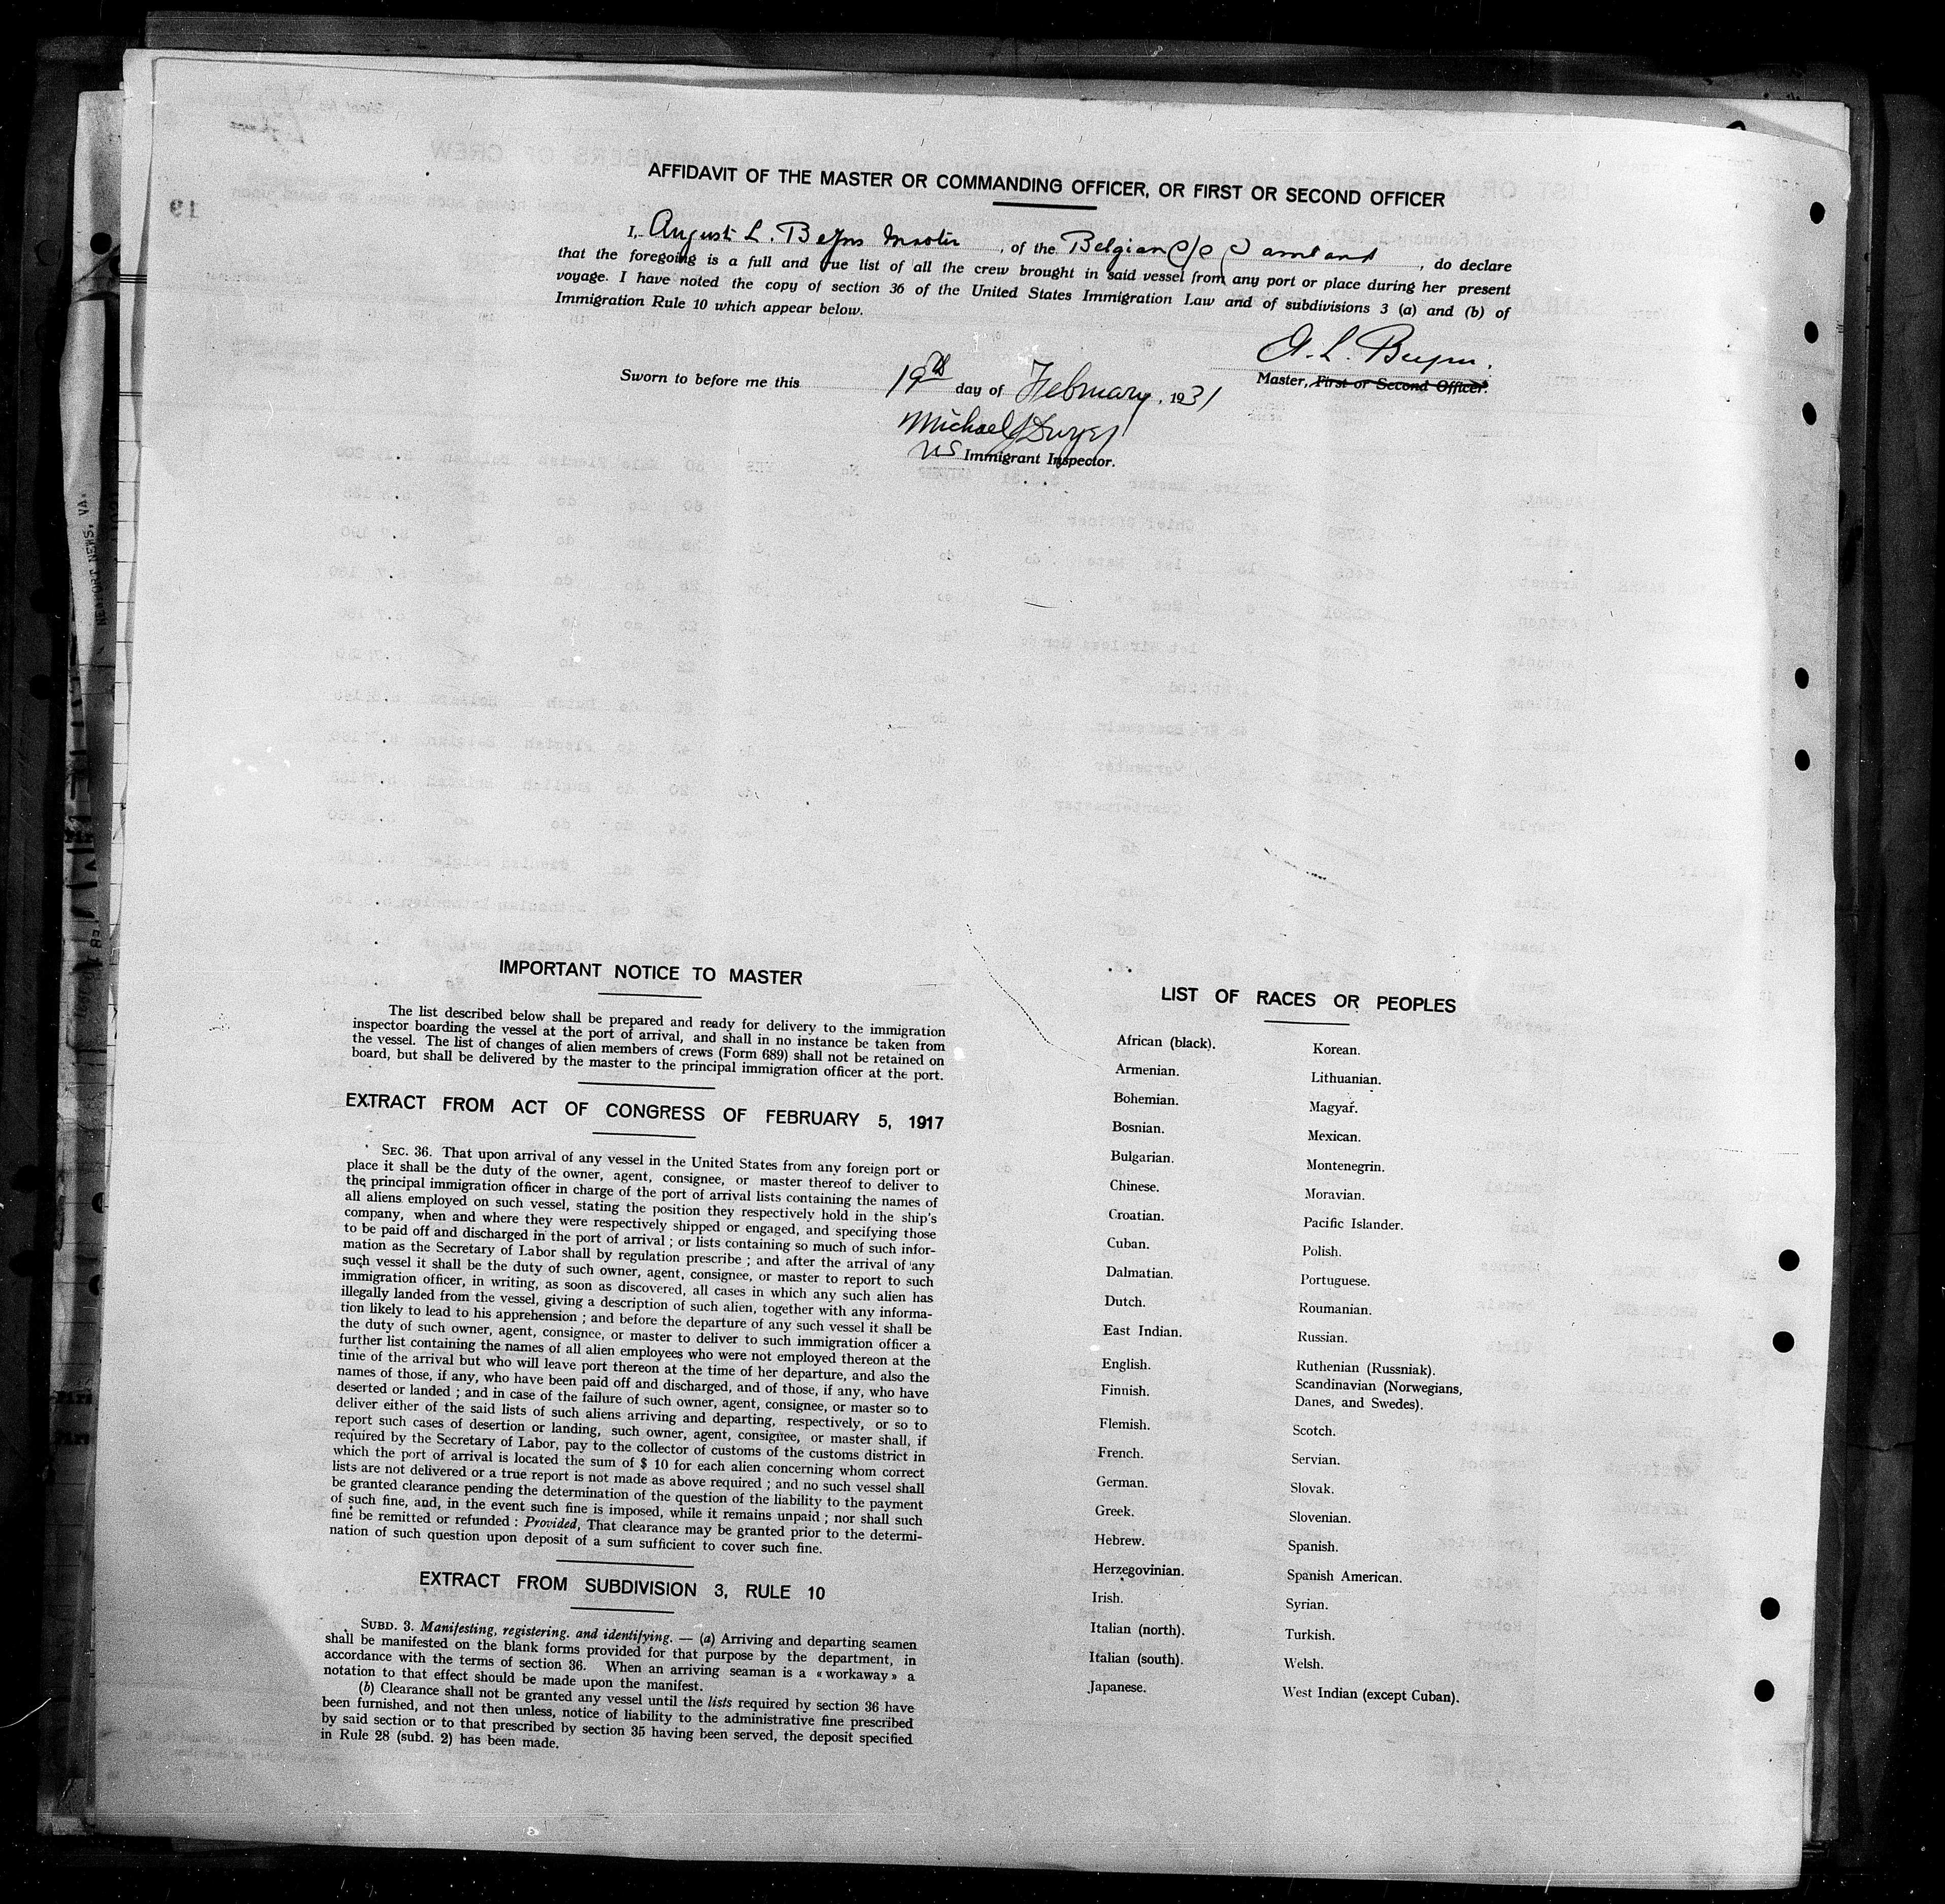 AFFIDAVIT OF THE MASTER OR COMMANDING OFFICER, OR FIRST OR SECOND OFFICER
I, August L. Beyns Master, of the Belgian S/S Samland, do declare
that the foregoing is a full and true list of all the crew brought in said vessel from any port or place during her present
voyage. I have noted the copy of section 36 of the United States Immigration Law and of subdivisions 3 (a) and (b) of
Immigration Rule 10 which appear below.
A. L. Beyns.
Master, First or Second Officer.
Sworn to before me this 19th day of February, 1931
Michael J Dwyer
US Immigrant Inspector.
NEWPORT NEWS, VA.
IMPORTANT NOTICE TO MASTER
The list described below shall be prepared and ready for delivery to the immigration
inspector boarding the vessel at the port of arrival, and shall in no instance be taken from
the vessel. The list of changes of alien members of crews (Form 689) shall not be retained on
board, but shall be delivered by the master to the principal immigration officer at the port.
EXTRACT FROM ACT OF CONGRESS OF FEBRUARY 5, 1917
SEC. 36. That upon arrival of any vessel in the United States from any foreign port or
place it shall be the duty of the owner, agent, consignee, or master thereof to deliver to
the principal immigration officer in charge of the port of arrival lists containing the names of
all aliens employed on such vessel, stating the position they respectively hold in the ship's
company, when and where they were respectively shipped or engaged, and specifying those
to be paid off and discharged in the port of arrival ; or lists containing so much of such infor-
mation as the Secretary of Labor shall by regulation prescribe ; and after the arrival of any
such vessel it shall be the duty of such owner, agent, consignee, or master to report to such
immigration officer, in writing, as soon as discovered, all cases in which any such alien has
illegally landed from the vessel, giving a description of such alien, together with any informa-
tion likely to lead to his apprehension ; and before the departure of any such vessel it shall be
the duty of such owner, agent, consignee, or master to deliver to such immigration officer a
further list containing the names of all alien employees who were not employed thereon at the
time of the arrival but who will leave port thereon at the time of her departure, and also the
names of those, if any, who have been paid off and discharged, and of those, if any, who have
deserted or landed ; and in case of the failure of such owner, agent, consignee, or master so to
deliver either of the said lists of such aliens arriving and departing, respectively, or so to
report such cases of desertion or landing, such owner, agent, consignee, or master shall, if
required by the Secretary of Labor, pay to the collector of customs of the customs district in
which the port of arrival is located the sum of $ 10 for each alien concerning whom correct
lists are not delivered or a true report is not made as above required ; and no such vessel shall
be granted clearance pending the determination of the question of the liability to the payment
of such fine, and, in the event such fine is imposed, while it remains unpaid ; nor shall such
fine be remitted or refunded : Provided, That clearance may be granted prior to the determi-
nation of such question upon deposit of a sum sufficient to cover such fine.
EXTRACT FROM SUBDIVISION 3, RULE 10
SUBD. 3. Manifesting, registering. and identifying. — (a) Arriving and departing seamen
shall be manifested on the blank forms provided for that purpose by the department, in
accordance with the terms of section 36. When an arriving seaman is a « workaway » a
notation to that effect should be made upon the manifest.
(b) Clearance shall not be granted any vessel until the lists required by section 36 have
been furnished, and not then unless, notice of liability to the administrative fine prescribed
by said section or to that prescribed by section 35 having been served, the deposit specified
in Rule 28 (subd. 2) has been made.
LIST OF RACES OR PEOPLES
African (black).
Armenian.
Bohemian.
Bosnian.
Bulgarian.
Chinese.
Croatian.
Cuban.
Dalmatian.
Dutch.
East Indian.
English.
Finnish.
Flemish.
French.
German.
Greek.
Hebrew.
Herzegovinian.
Irish.
Italian (north).
Italian (south).
Japanese.
Korean.
Lithuanian.
Magyar.
Mexican.
Montenegrin.
Moravian.
Pacific Islander.
Polish.
Portuguese.
Roumanian.
Russian.
Ruthenian (Russniak).
Scandinavian (Norwegians,
Danes, and Swedes).
Scotch.
Servian.
Slovak.
Slovenian.
Spanish.
Spanish American.
Syrian.
Turkish.
Welsh.
West Indian (except Cuban).